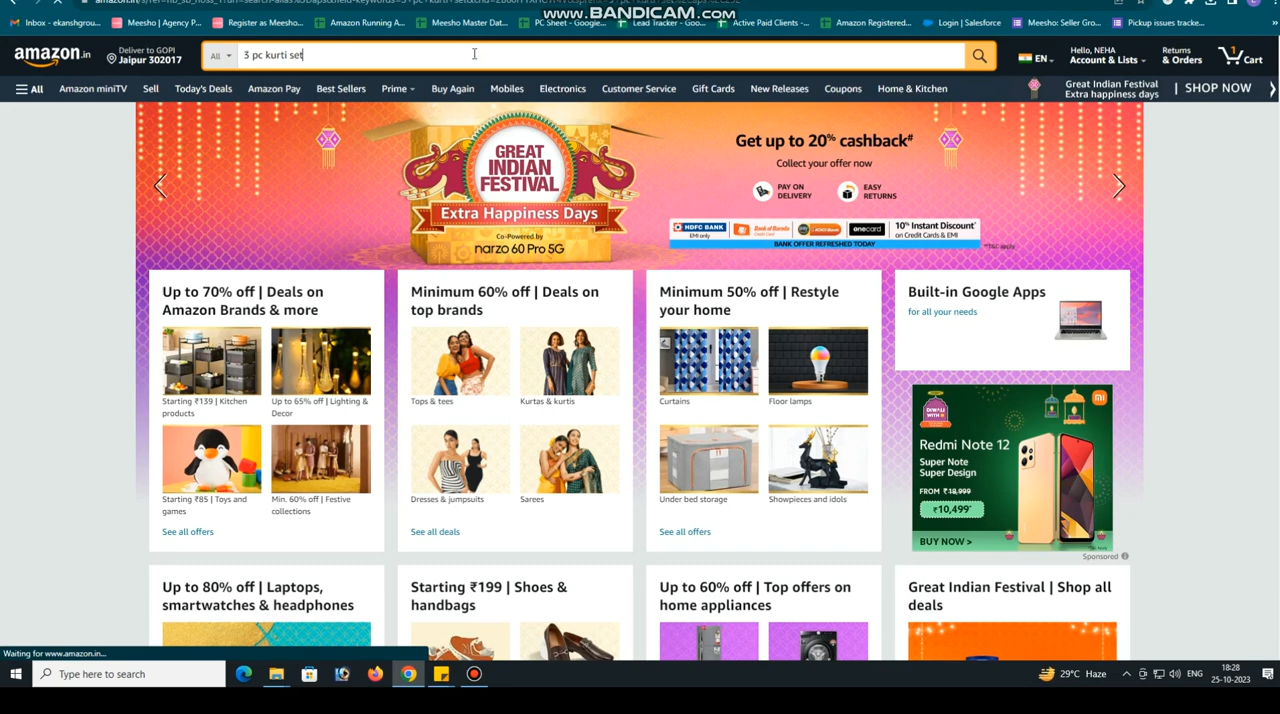 www.BANDICAM.com
Inbox - ekanshgrou...
Meesho | Agency P...
Register as Meesho...
Amazon Running A...
Meesho Master Dat...
PC Sheet - Google...
Lead Tracker - Goo...
Active Paid Clients -...
Amazon Registered...
Login | Salesforce
Meesho: Seller Gro...
Pickup issues tracke...
amazon.in
Deliver to GOPI
Jaipur 302017
All
3 pc kurti set
EN
Hello, NEHA
Account & Lists
Returns
& Orders
1
Cart
All
Amazon miniTV
Sell
Today's Deals
Amazon Pay
Best Sellers
Prime
Buy Again
Mobiles
Electronics
Customer Service
Gift Cards
New Releases
Coupons
Home & Kitchen
Great Indian Festival
Extra happiness days
SHOP NOW
GREAT
INDIAN
FESTIVAL
Extra Happiness Days
Co-Powered by
narzo 60 Pro 5G
Get up to 20% cashback#
Collect your offer now
PAY ON
DELIVERY
EASY
RETURNS
HDFC BANK
EMI only
Bank of Baroda
onecard
10% Instant Discount*
on Credit Cards & EMI
BANK OFFER REFRESHED TODAY
*T&C apply
Up to 70% off | Deals on
Amazon Brands & more
Starting ₹139 | Kitchen
products
Up to 65% off | Lighting &
Decor
Starting ₹85 | Toys and
games
Min. 60% off | Festive
collections
See all offers
Minimum 60% off | Deals on
top brands
Tops & tees
Kurtas & kurtis
Dresses & jumpsuits
Sarees
See all deals
Minimum 50% off | Restyle
your home
Curtains
Floor lamps
Under bed storage
Showpieces and idols
See all offers
Built-in Google Apps
for all your needs
DIWALI
WITH
mi
Redmi Note 12
Super Note
Super Design
FROM ₹18,999
₹10,499*
BUY NOW >
Sponsored
Up to 80% off | Laptops,
smartwatches & headphones
Starting ₹199 | Shoes &
handbags
Up to 60% off | Top offers on
home appliances
Great Indian Festival | Shop all
deals
Waiting for www.amazon.in...
Type here to search
29°C Haze
ENG
18:28
25-10-2023